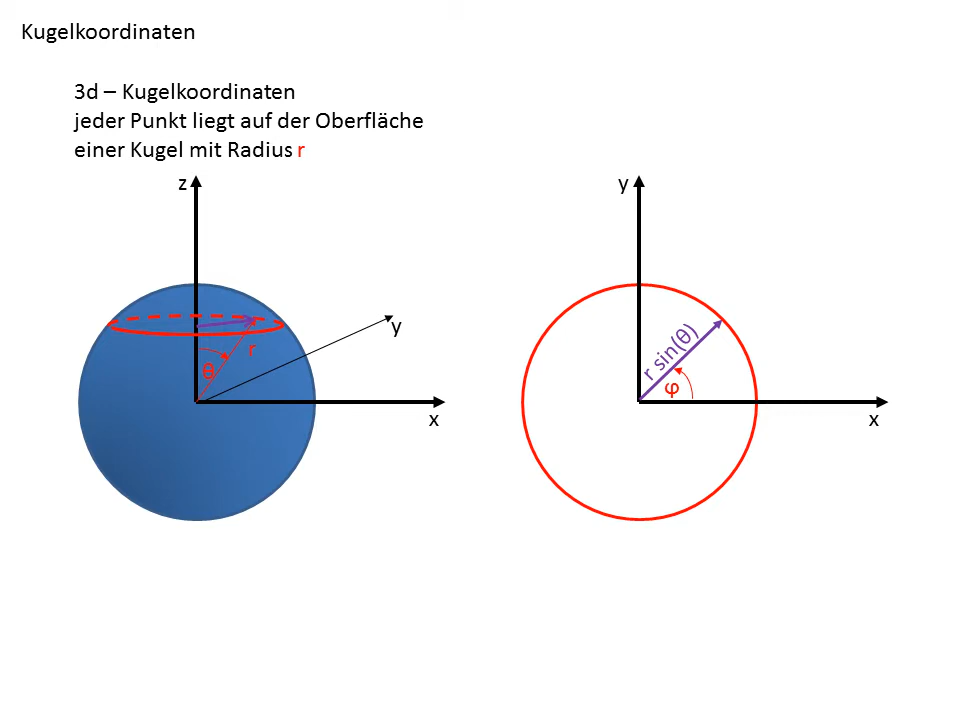 Kugelkoordinaten
3d – Kugelkoordinaten
jeder Punkt liegt auf der Oberfläche
einer Kugel mit Radius r
z
y
r
θ
x
y
r sin(θ)
φ
x